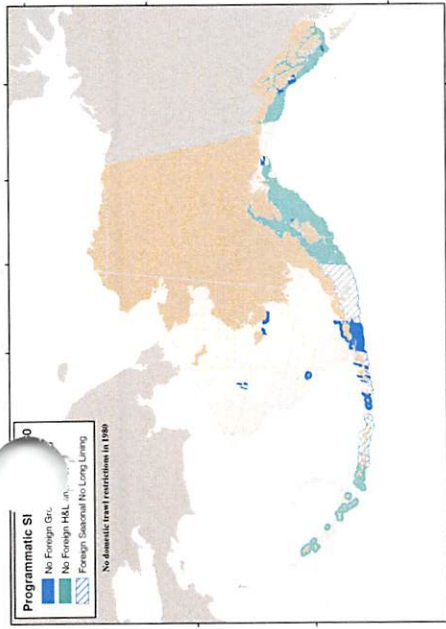 Programmatic SI
No Foreign
No Foreign H&L
Foreign Seasonal No Long Lining
No domestic trawl restrictions in 1980